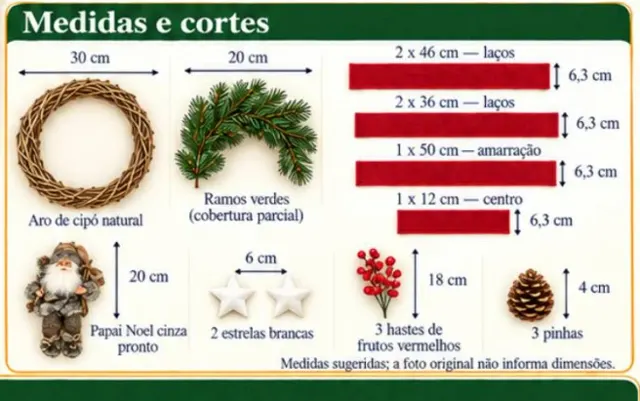 Medidas e cortes
30 cm
20 cm
2 x 46 cm — laços
6,3 cm
2 x 36 cm — laços
6,3 cm
1 x 50 cm — amarração
6,3 cm
1 x 12 cm — centro
6,3 cm
Aro de cipó natural
Ramos verdes
(cobertura parcial)
20 cm
Papai Noel cinza
pronto
6 cm
2 estrelas brancas
18 cm
3 hastes de
frutos vermelhos
4 cm
3 pinhas
Medidas sugeridas; a foto original não informa dimensões.